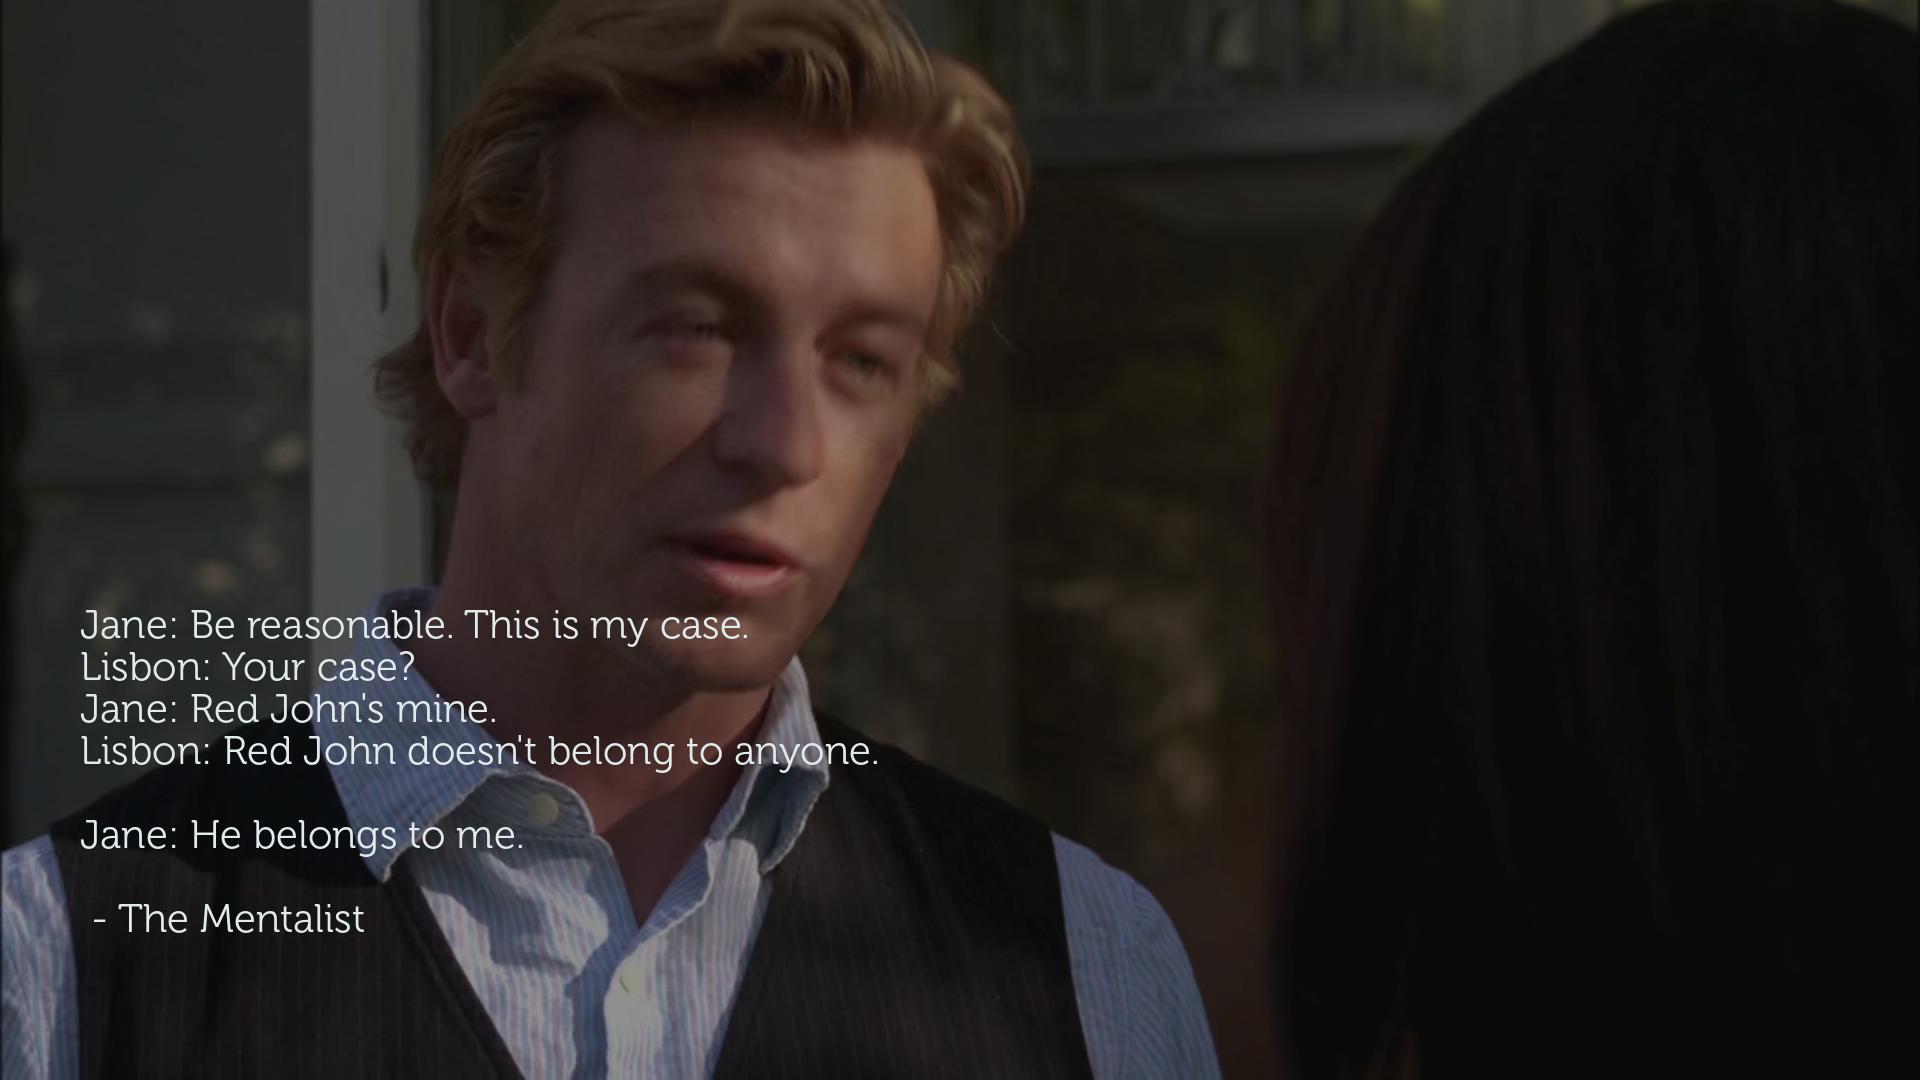 Jane: Be reasonable. This is my case.
Lisbon: Your case?
Jane: Red John's mine.
Lisbon: Red John doesn't belong to anyone.
Jane: He belongs to me.
- The Mentalist